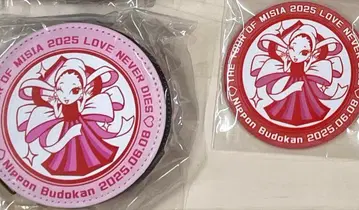 THE TOUR OF MISIA 2025 LOVE NEVER DIES♡
Nippon Budokan 2025.06.08
♡THE TOUR OF MISIA 2025 LOVE NEVER DIES
Nippon Budokan 2025.06.08